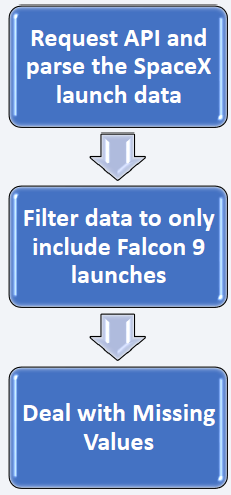 Request API and
parse the SpaceX
launch data
Filter data to only
include Falcon 9
launches
Deal with Missing
Values